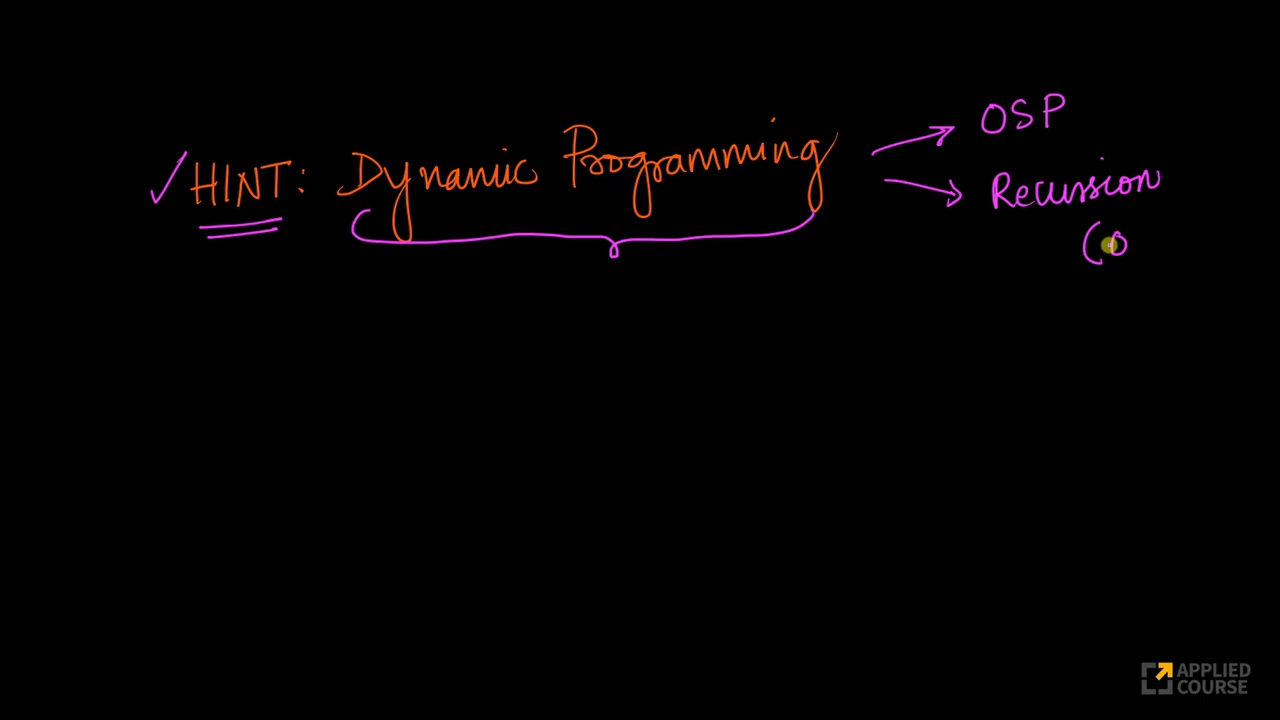 HINT: Dynamic Programming
OSP
Recursion
(O
APPLIED
COURSE